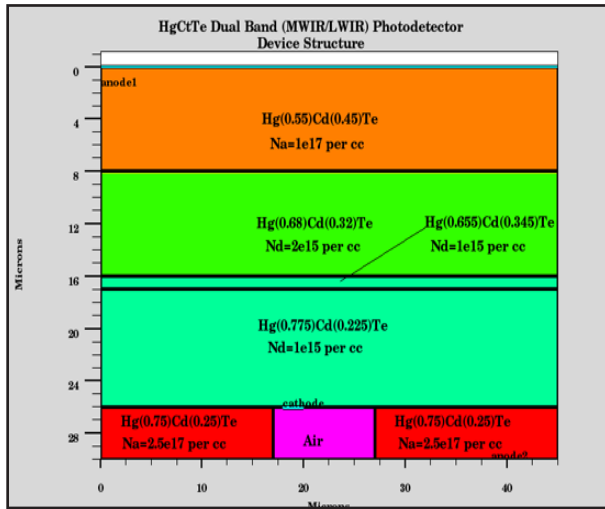 HgCtTe Dual Band (MWIR/LWIR) Photodetector
Device Structure
0
anode1
Hg(0.55)Cd(0.45)Te
4
Na=1e17 per cc
8
Hg(0.68)Cd(0.32)Te
Hg(0.655)Cd(0.345)Te
12
Nd=2e15 per cc
Nd=1e15 per cc
Microns
16
Hg(0.775)Cd(0.225)Te
20
Nd=1e15 per cc
24
cathode
Hg(0.75)Cd(0.25)Te
Hg(0.75)Cd(0.25)Te
28
Na=2.5e17 per cc
Air
Na=2.5e17 per cc
anode2
0
10
20
30
40
Microns